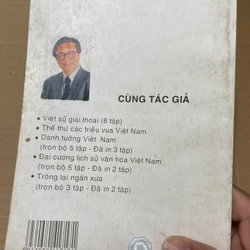 CÙNG TÁC GIẢ
• Việt sử giai thoại (8 tập)
• Thế thứ các triều vua Việt Nam
• Danh tướng Việt Nam
(trọn bộ 5 tập - Đã in 3 tập)
• Đại cương lịch sử văn hóa Việt Nam
(trọn bộ 5 tập - Đã in 2 tập)
• Trông lại ngàn xưa
(trọn bộ 3 tập - Đã in 2 tập)